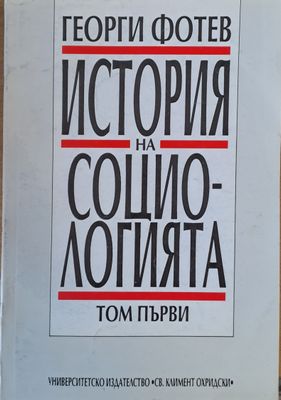 ГЕОРГИ ФОТЕВ
ИСТОРИЯ
НА
СОЦИО-
ЛОГИЯТА
ТОМ ПЪРВИ
УНИВЕРСИТЕТСКО ИЗДАТЕЛСТВО •СВ. КЛИМЕНТ ОХРИДСКИ•